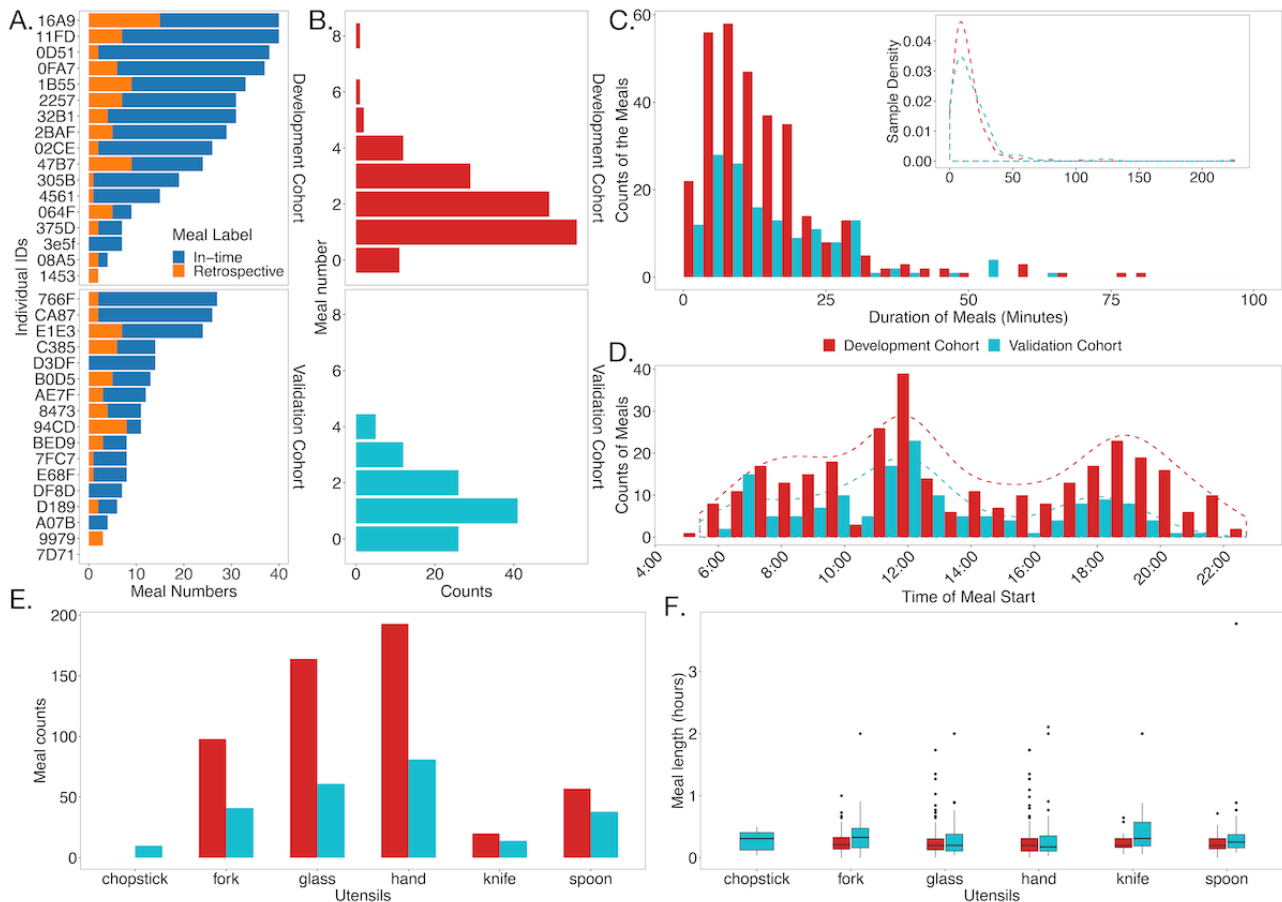 A.
16A9
11FD
0D51
0FA7
1B55
2257
32B1
2BAF
02CE
47B7
305B
4561
064F
375D
3e5f
08A5
1453
766F
CA87
E1E3
C385
D3DF
B0D5
AE7F
8473
94CD
BED9
7FC7
E68F
DF8D
D189
A07B
9979
7D71
Individual IDs
Meal Label
In-time
Retrospective
0 10 20 30 40
Meal Numbers
B.
8
6
4
2
0
8
6
4
2
0
Meal number
Development Cohort
Validation Cohort
0 20 40
Counts
C.
60
40
20
0
Counts of the Meals
Development Cohort
0 25 50 75 100
Duration of Meals (Minutes)
Sample Density
0.04
0.03
0.02
0.01
0.00
0 50 100 150 200
Development Cohort Validation Cohort
D.
40
30
20
10
0
Counts of Meals
Validation Cohort
4:00 6:00 8:00 10:00 12:00 14:00 16:00 18:00 20:00 22:00
Time of Meal Start
E.
200
150
100
50
0
Meal counts
chopstick fork glass hand knife spoon
Utensils
F.
3
2
1
0
Meal length (hours)
chopstick fork glass hand knife spoon
Utensils